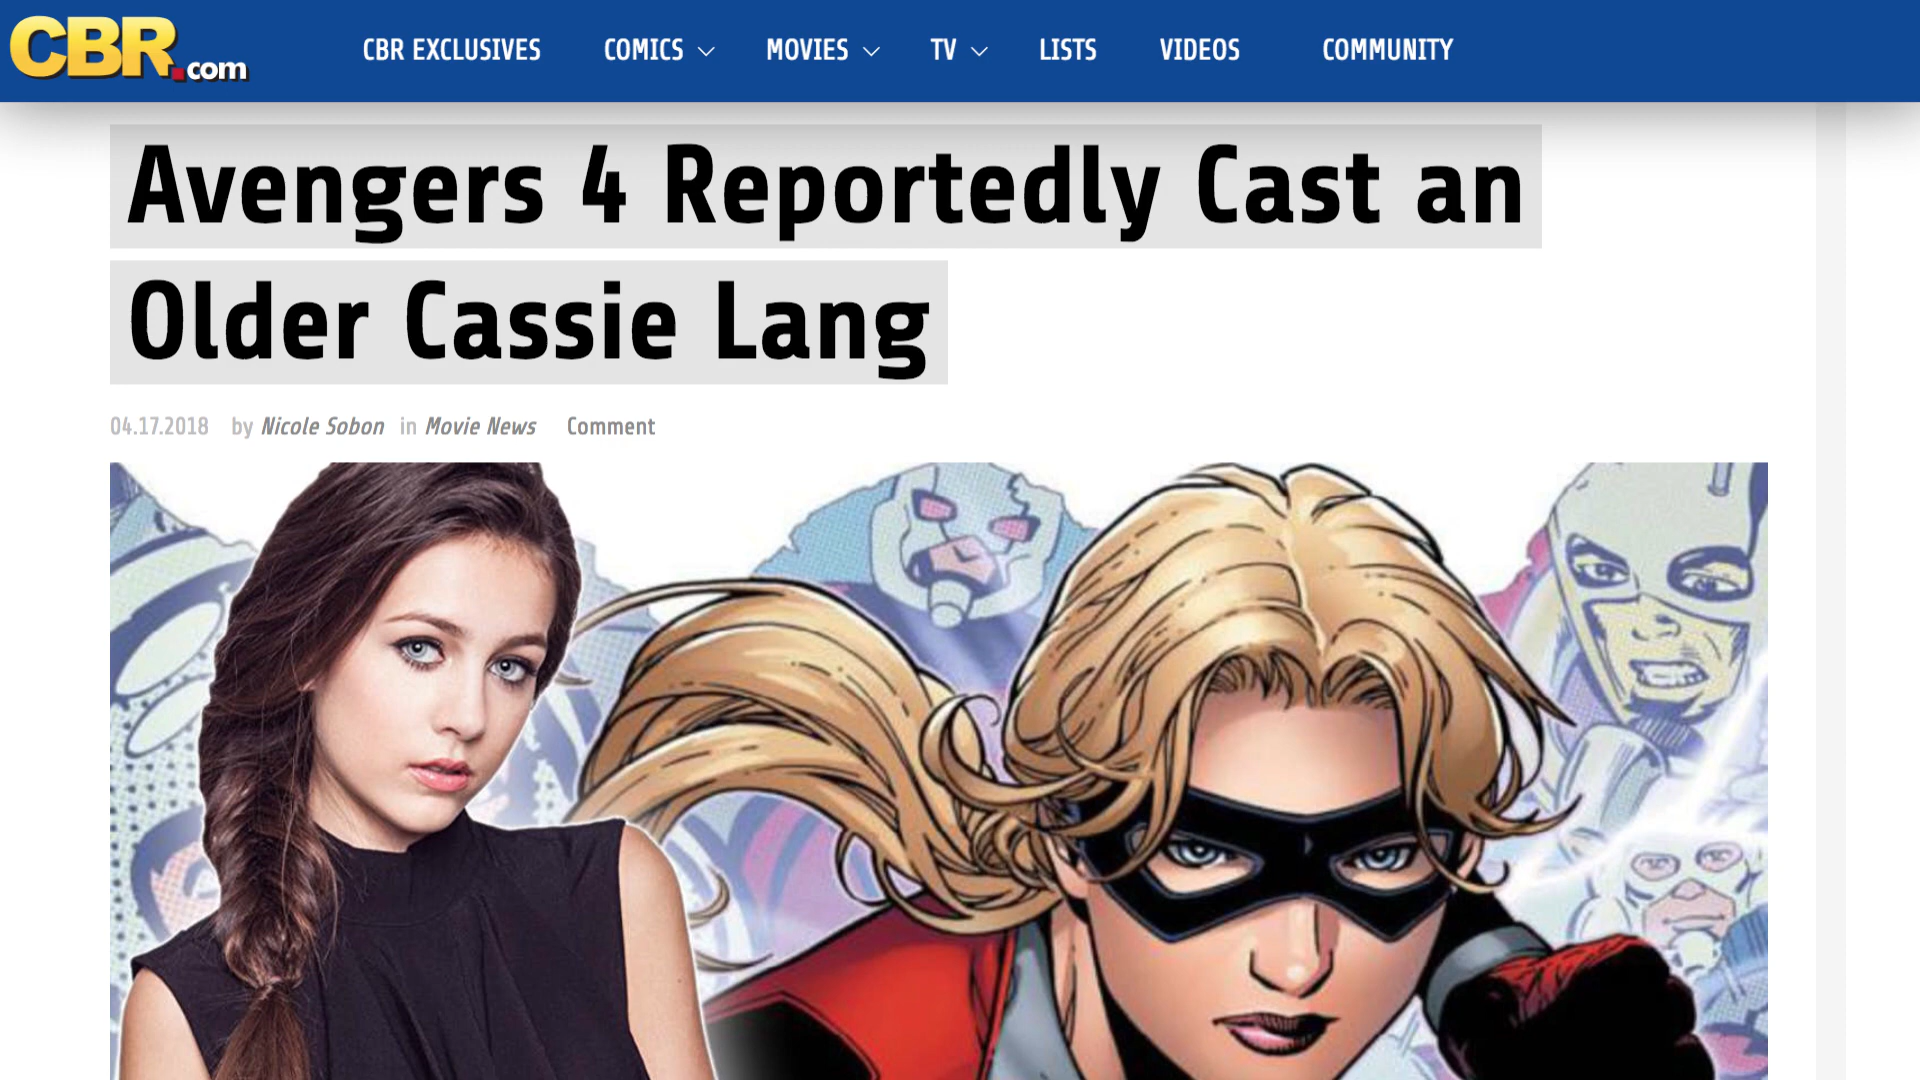 CBR.com
CBR EXCLUSIVES COMICS MOVIES TV LISTS VIDEOS COMMUNITY
Avengers 4 Reportedly Cast an
Older Cassie Lang
04.17.2018 by Nicole Sobon in Movie News Comment